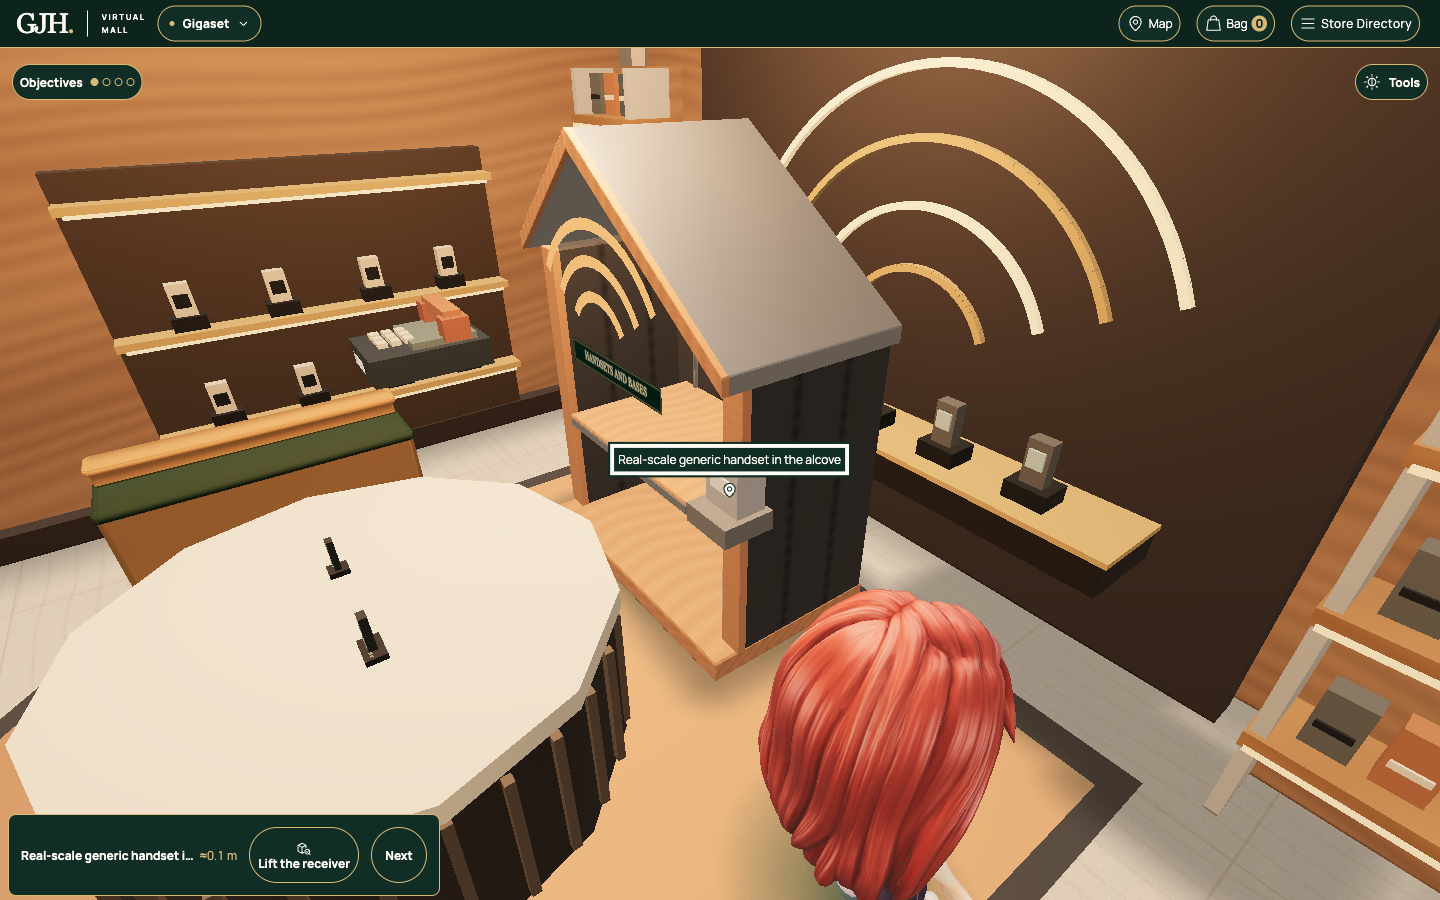 GJH.
VIRTUAL
MALL
Gigaset
Map
Bag 0
Store Directory
Objectives
Tools
HANDSETS AND BASES
Real-scale generic handset in the alcove
Real-scale generic handset i... ≈0.1 m
Lift the receiver
Next